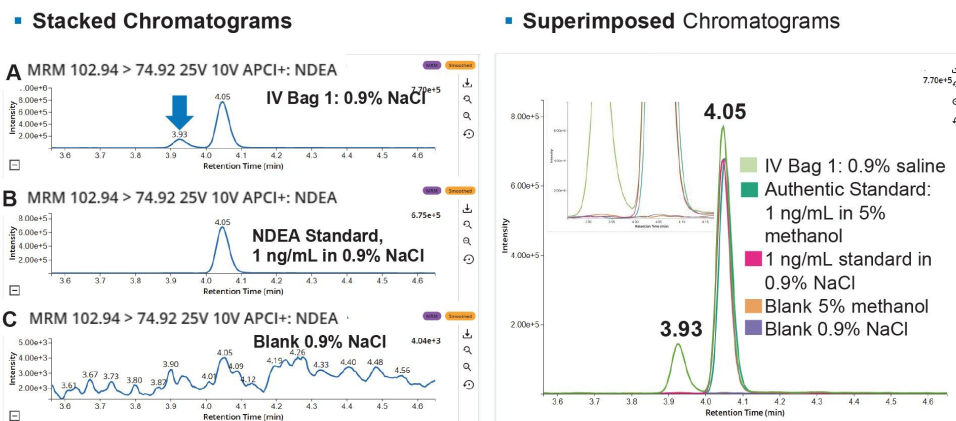 Stacked Chromatograms
Superimposed Chromatograms
A MRM 102.94 > 74.92 25V 10V APCI+: NDEA
MRM Smoothed
7.70e+5
IV Bag 1: 0.9% NaCl
Intensity
.00e+6
8.00e+5
6.00e+5
4.00e+5
2.00e+5
3.93
4.05
3.6 3.7 3.8 3.9 4.0 4.1 4.2 4.3 4.4 4.5 4.6
Retention Time (min)
B MRM 102.94 > 74.92 25V 10V APCI+: NDEA
MRM Smoothed
6.75e+5
NDEA Standard,
1 ng/mL in 0.9% NaCl
Intensity
8.00e+5
6.00e+5
4.00e+5
2.00e+5
4.05
3.6 3.7 3.8 3.9 4.0 4.1 4.2 4.3 4.4 4.5 4.6
Retention Time (min)
C MRM 102.94 > 74.92 25V 10V APCI+: NDEA
MRM Smoothed
4.04e+3
Blank 0.9% NaCl
Intensity
5.00e+3
4.00e+3
3.00e+3
2.00e+3
3.61 3.67 3.73 3.80 3.87 3.90 4.01 4.05 4.09 4.12 4.19 4.26 4.33 4.40 4.48 4.56
3.6 3.7 3.8 3.9 4.0 4.1 4.2 4.3 4.4 4.5 4.6
Retention Time (min)
7.70e+5
Intensity
8.00e+5
6.00e+5
4.00e+5
2.00e+5
4.05
3.93
IV Bag 1: 0.9% saline
Authentic Standard:
1 ng/mL in 5%
methanol
1 ng/mL standard in
0.9% NaCl
Blank 5% methanol
Blank 0.9% NaCl
Retention Time (min)
3.6 3.7 3.8 3.9 4.0 4.1 4.2 4.3 4.4 4.5 4.6
Retention Time (min)